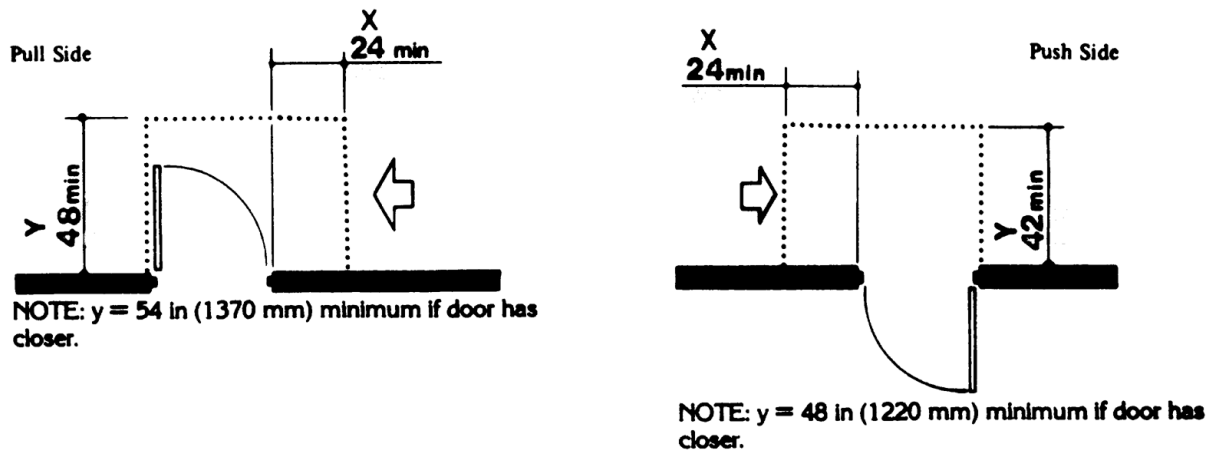 Pull Side
X
24 min
Y
48min
NOTE: y = 54 in (1370 mm) minimum if door has
closer.
X
24min
Push Side
Y
42min
NOTE: y = 48 in (1220 mm) minimum if door has
closer.